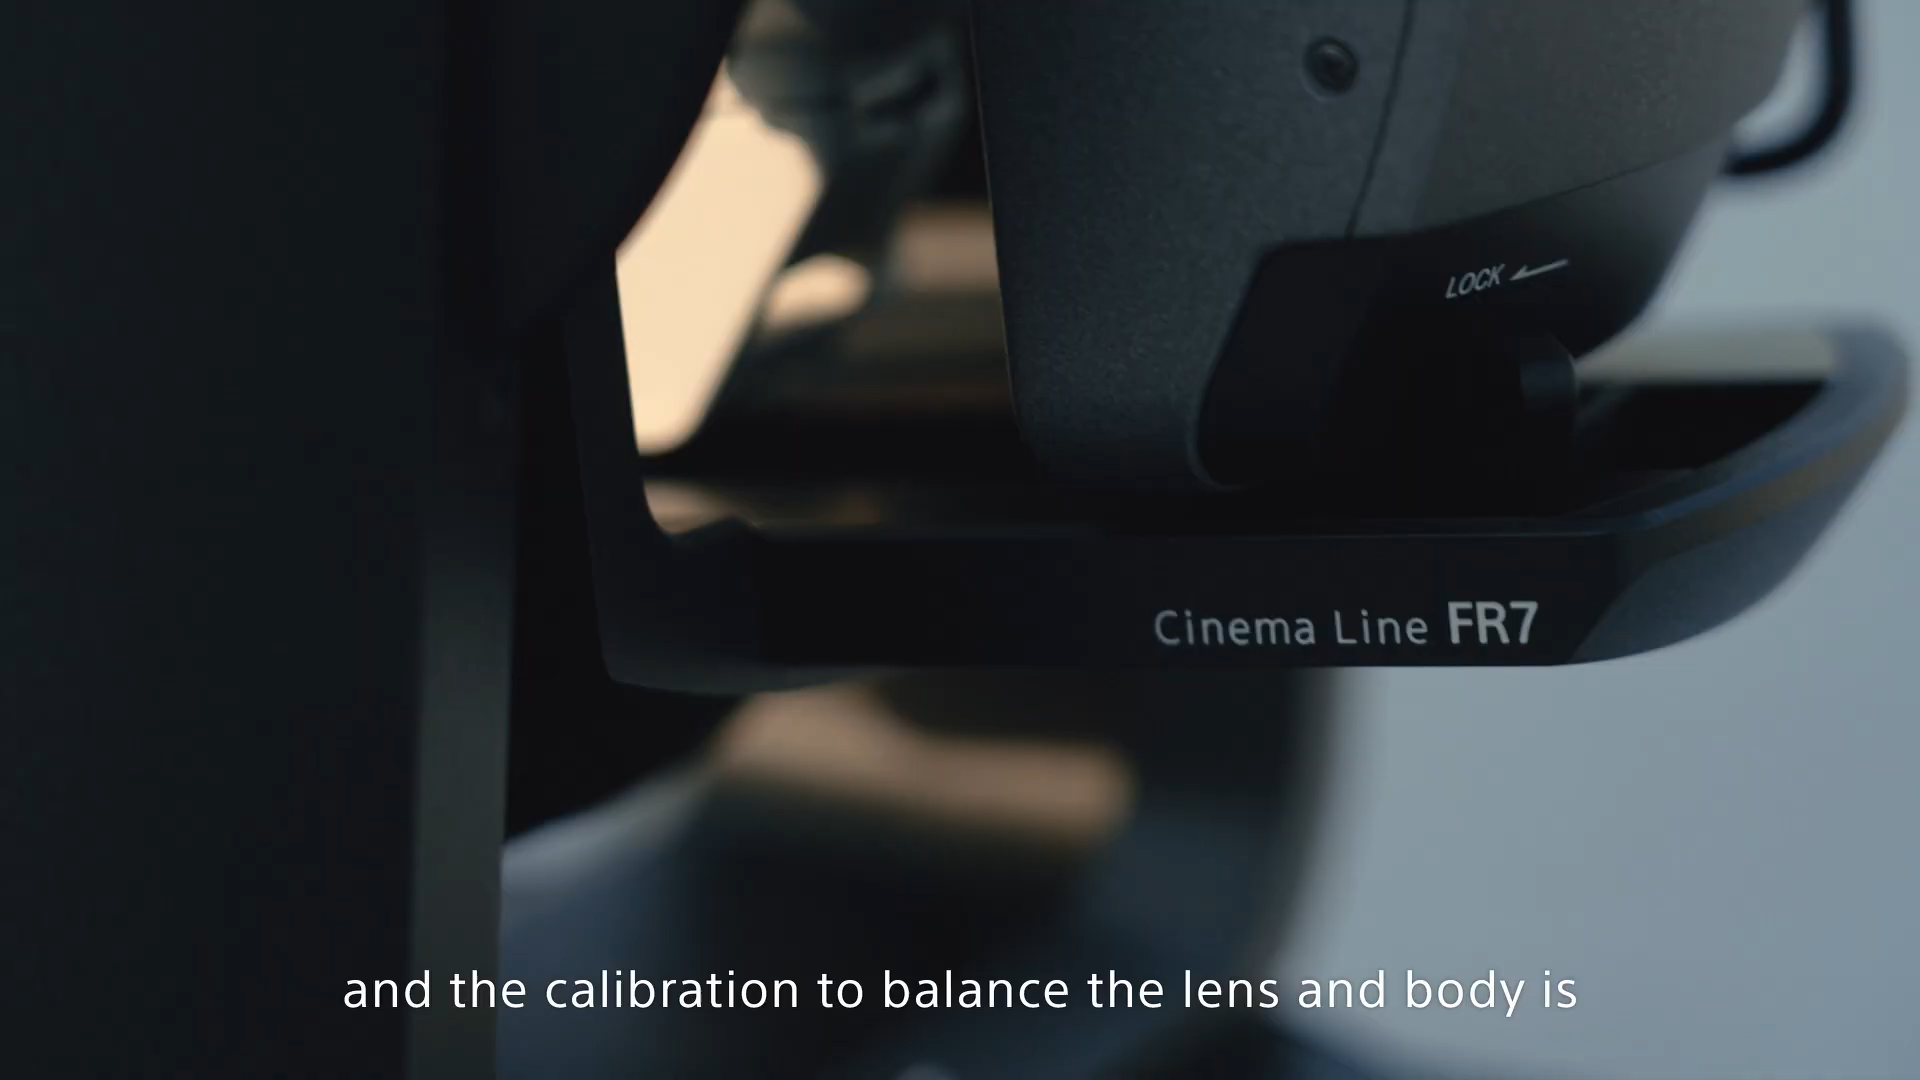 LOCK
Cinema Line FR7
and the calibration to balance the lens and body is